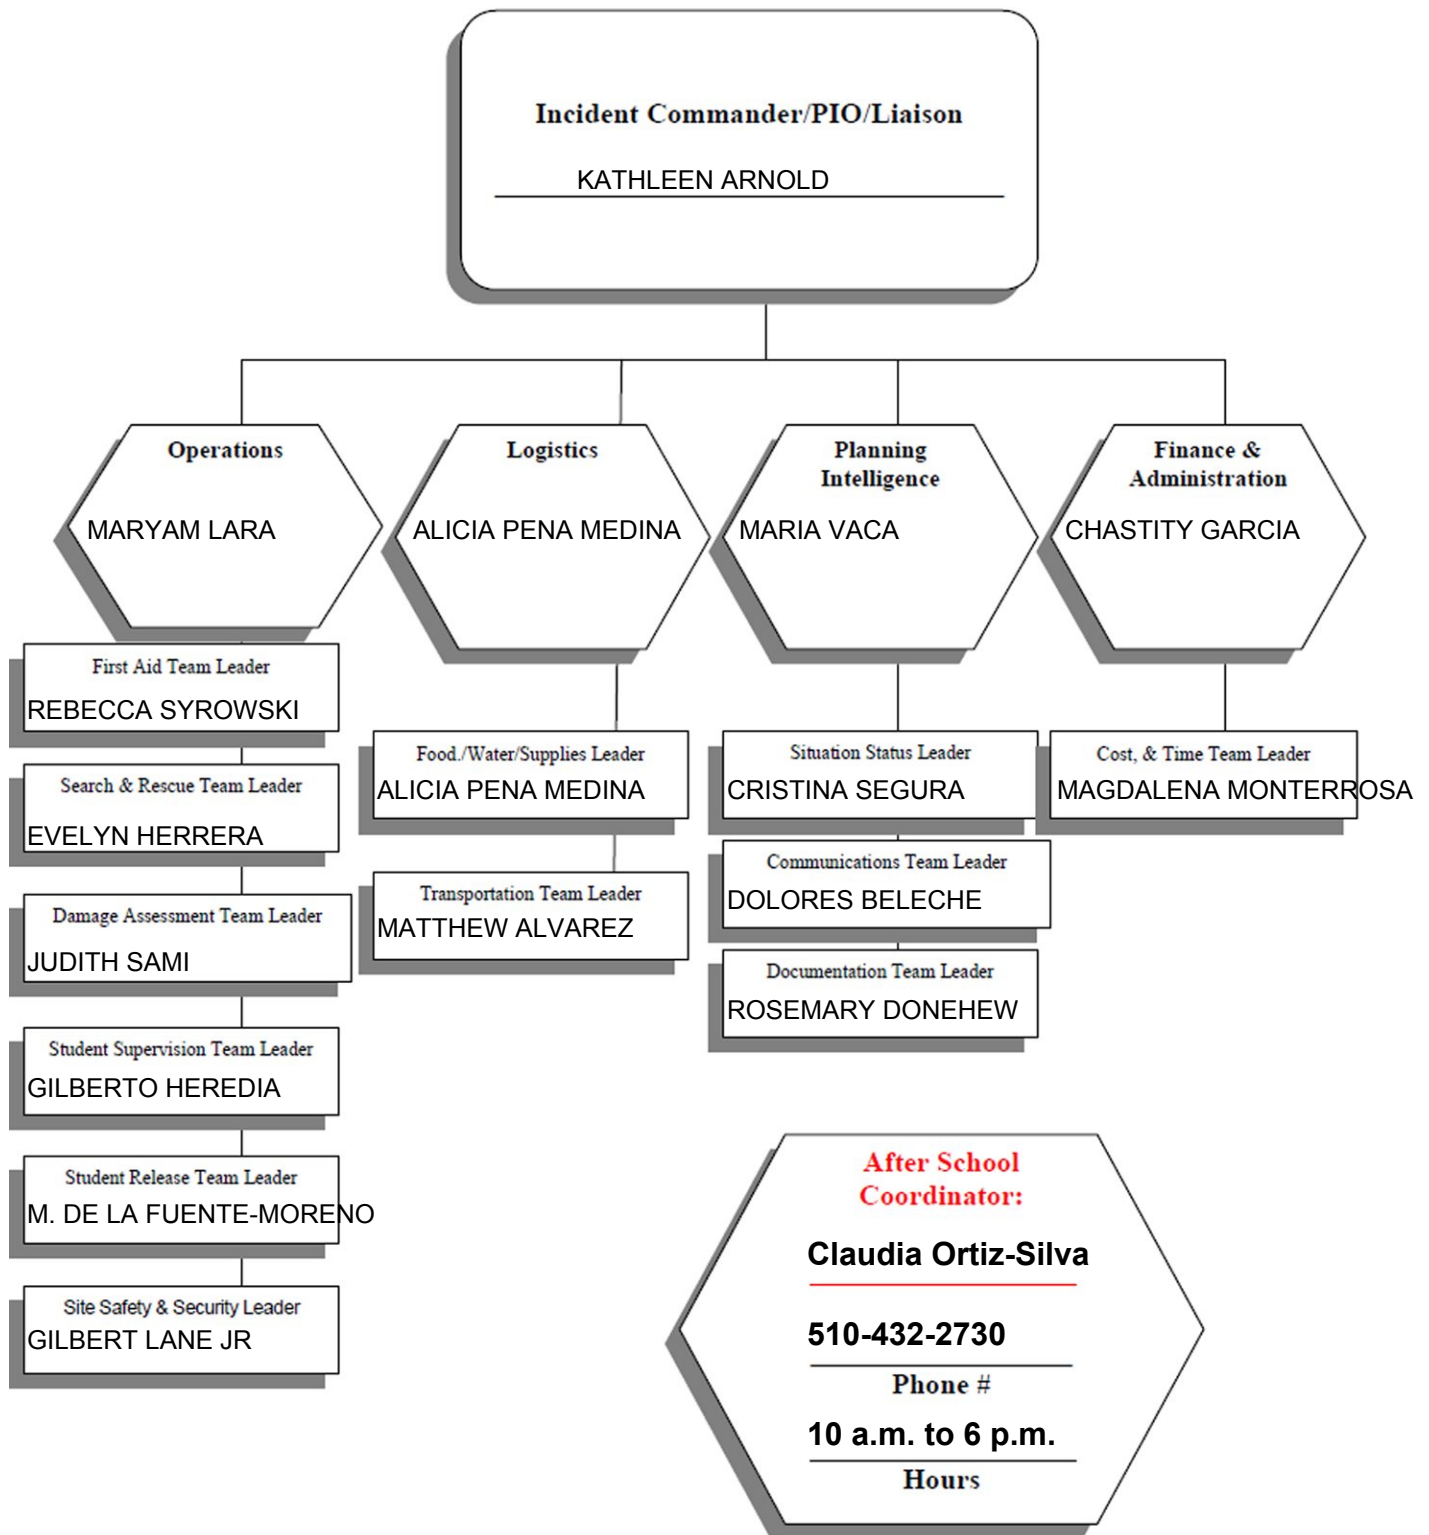 Incident Commander/PIO/Liaison
KATHLEEN ARNOLD
Operations
MARYAM LARA
First Aid Team Leader
REBECCA SYROWSKI
Search & Rescue Team Leader
EVELYN HERRERA
Damage Assessment Team Leader
JUDITH SAMI
Student Supervision Team Leader
GILBERTO HEREDIA
Student Release Team Leader
M. DE LA FUENTE-MORENO
Site Safety & Security Leader
GILBERT LANE JR
Logistics
ALICIA PENA MEDINA
Food./Water/Supplies Leader
ALICIA PENA MEDINA
Transportation Team Leader
MATTHEW ALVAREZ
Planning
Intelligence
MARIA VACA
Situation Status Leader
CRISTINA SEGURA
Communications Team Leader
DOLORES BELECHE
Documentation Team Leader
ROSEMARY DONEHEW
Finance &
Administration
CHASTITY GARCIA
Cost, & Time Team Leader
MAGDALENA MONTERROSA
After School
Coordinator:
Claudia Ortiz-Silva
510-432-2730
Phone #
10 a.m. to 6 p.m.
Hours